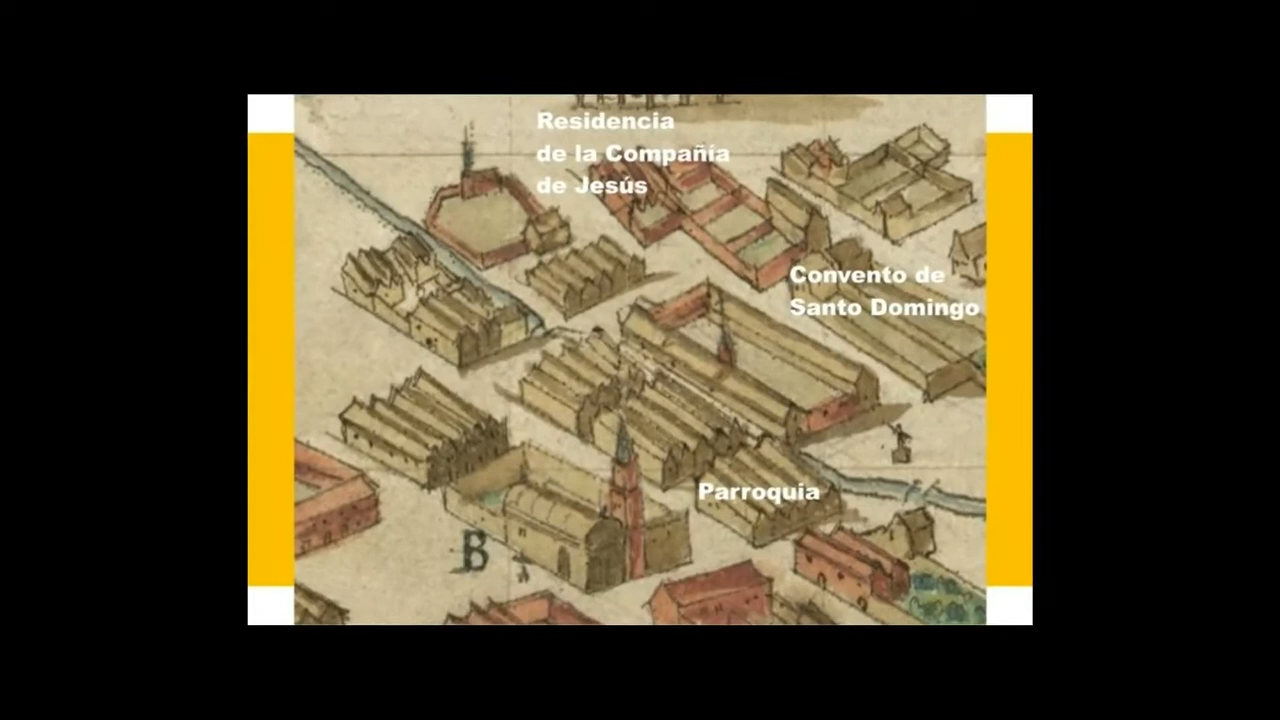 Residencia
de la Compañía
de Jesús
Convento de
Santo Domingo
Parroquia
B